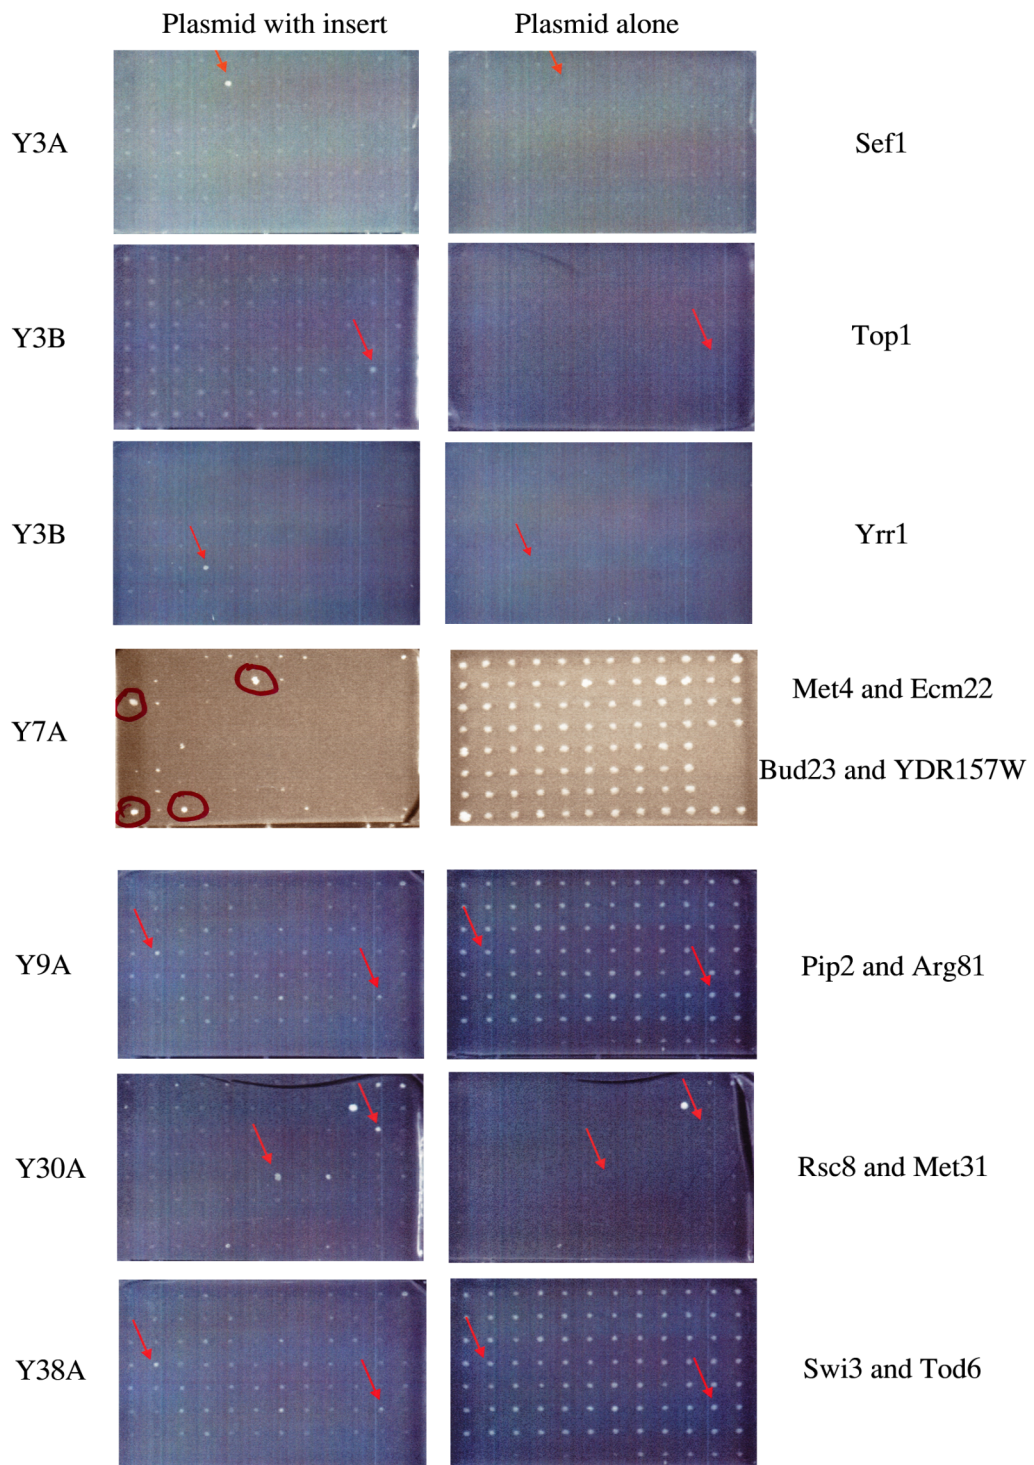 Plasmid with insert
Plasmid alone
Y3A
Sef1
Y3B
Top1
Y3B
Yrr1
Y7A
Met4 and Ecm22
Bud23 and YDR157W
Y9A
Pip2 and Arg81
Y30A
Rsc8 and Met31
Y38A
Swi3 and Tod6